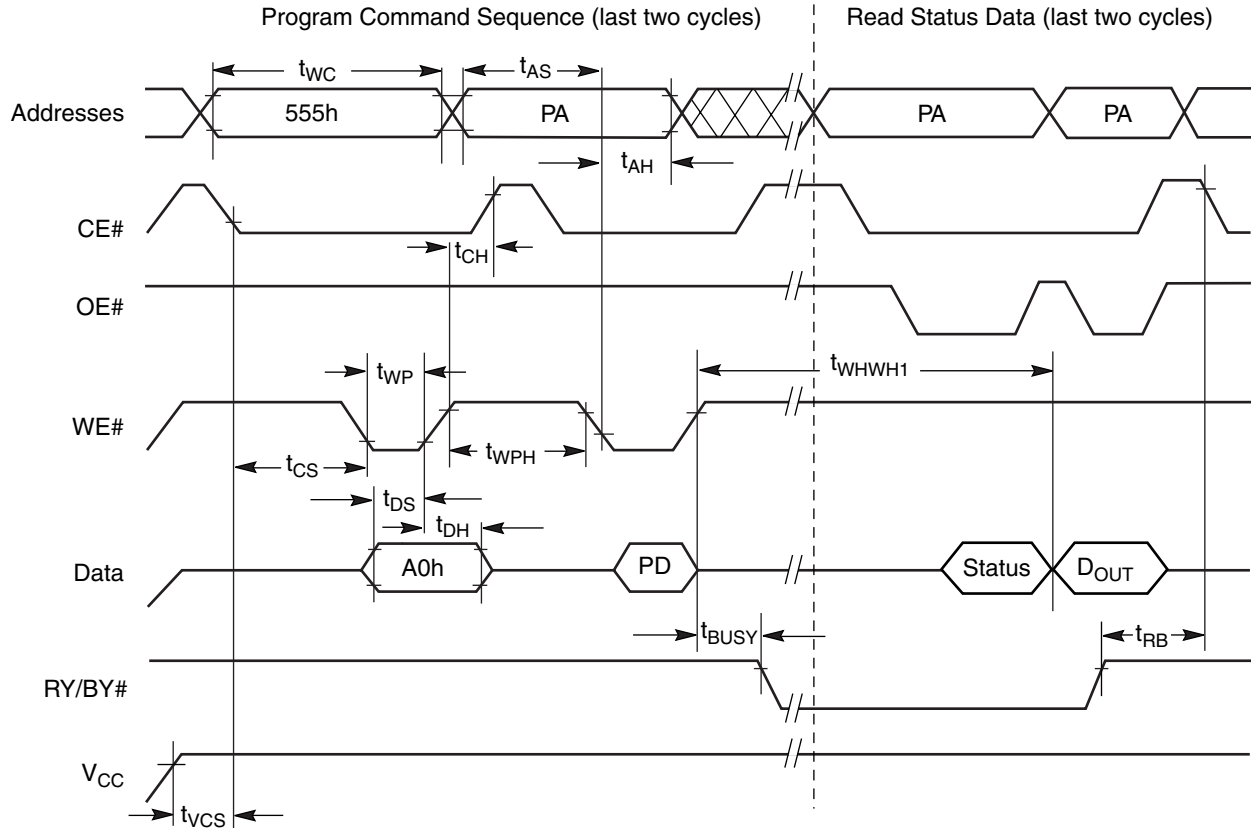 Program Command Sequence (last two cycles)
Read Status Data (last two cycles)
tWC
tAS
Addresses
555h
PA
PA
PA
tAH
CE#
tCH
OE#
tWP
tWHWH1
WE#
tWPH
tCS
tDS
tDH
Data
A0h
PD
Status
DOUT
tBUSY
tRB
RY/BY#
VCC
tVCS